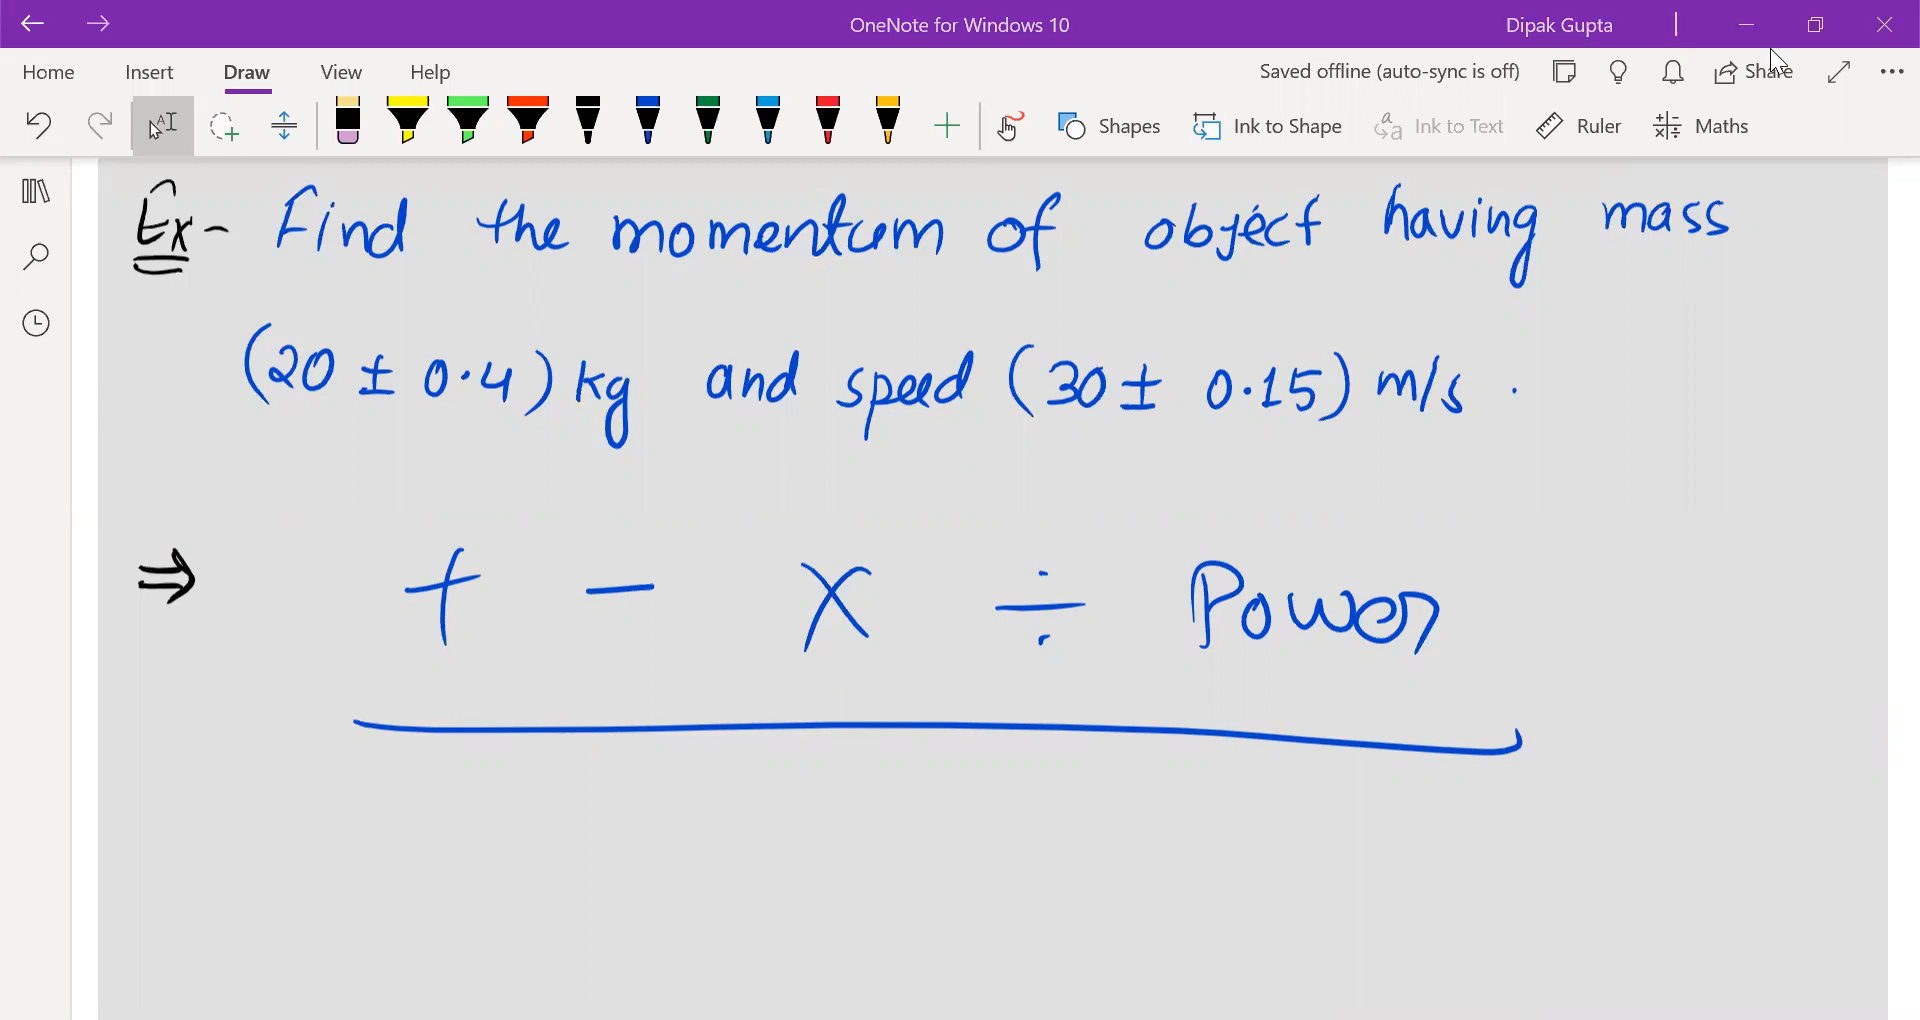 OneNote for Windows 10
Dipak Gupta
Home Insert Draw View Help
Saved offline (auto-sync is off) Share
Shapes Ink to Shape Ink to Text Ruler Maths
Ex- Find the momentum of object having mass
(20 ± 0.4) kg and speed (30 ± 0.15) m/s .
⇒ + - × ÷ Power